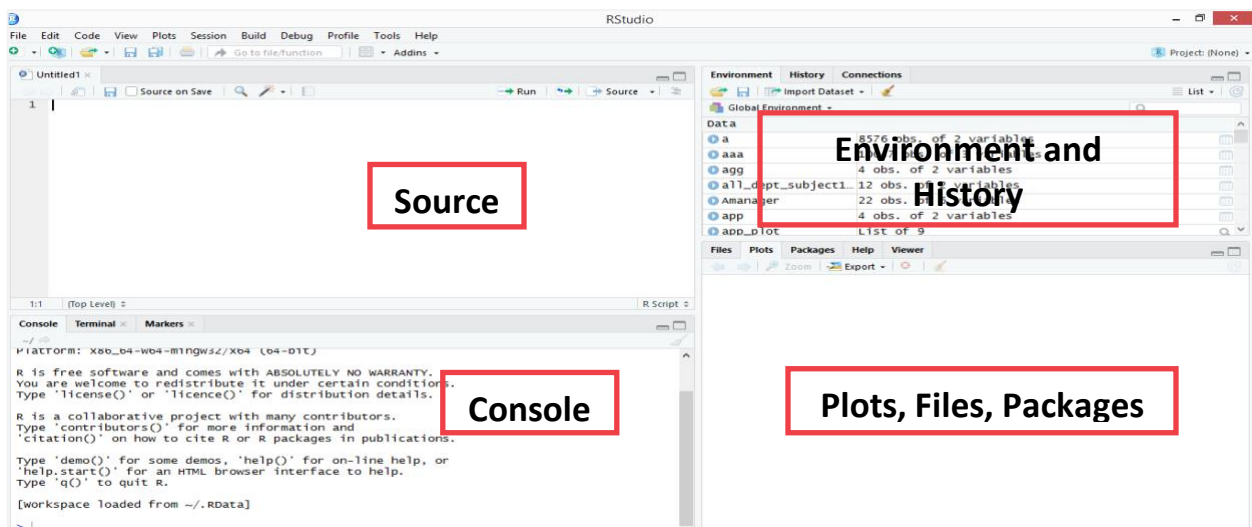 RStudio
File Edit Code View Plots Session Build Debug Profile Tools Help
Go to file/function Addins
Project: (None)
Untitled1
Source on Save Run Source
1
Source
1:1 (Top Level) R Script
Console Terminal Markers
~/
Platform: x86_64-w64-mingw32/x64 (64-bit)
R is free software and comes with ABSOLUTELY NO WARRANTY.
You are welcome to redistribute it under certain conditions.
Type 'license()' or 'licence()' for distribution details.
R is a collaborative project with many contributors.
Type 'contributors()' for more information and
'citation()' on how to cite R or R packages in publications.
Type 'demo()' for some demos, 'help()' for on-line help, or
'help.start()' for an HTML browser interface to help.
Type 'q()' to quit R.
[workspace loaded from ~/.RData]
>
Console
Environment History Connections
Import Dataset List
Global Environment
Data
a 8576 obs. of 2 variables
aaa
agg 4 obs. of 2 variables
all_dept_subject1… 12 obs. of variables
Amanager 22 obs. of
app 4 obs. of 2 variables
app_plot List of 9
Environment and
History
Files Plots Packages Help Viewer
Zoom Export
Plots, Files, Packages